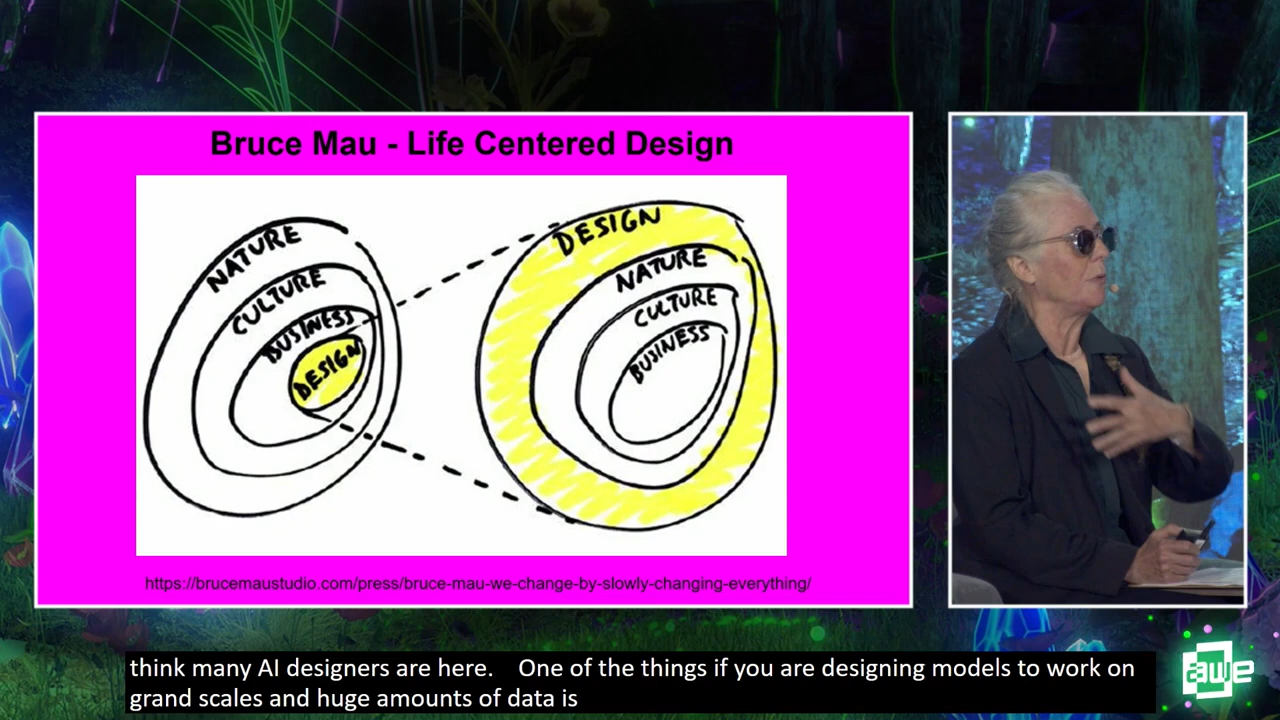 Bruce Mau - Life Centered Design
NATURE
CULTURE
BUSINESS
DESIGN
DESIGN
NATURE
CULTURE
BUSINESS
https://brucemaustudio.com/press/bruce-mau-we-change-by-slowly-changing-everything/
think many AI designers are here. One of the things if you are designing models to work on
grand scales and huge amounts of data is
awe